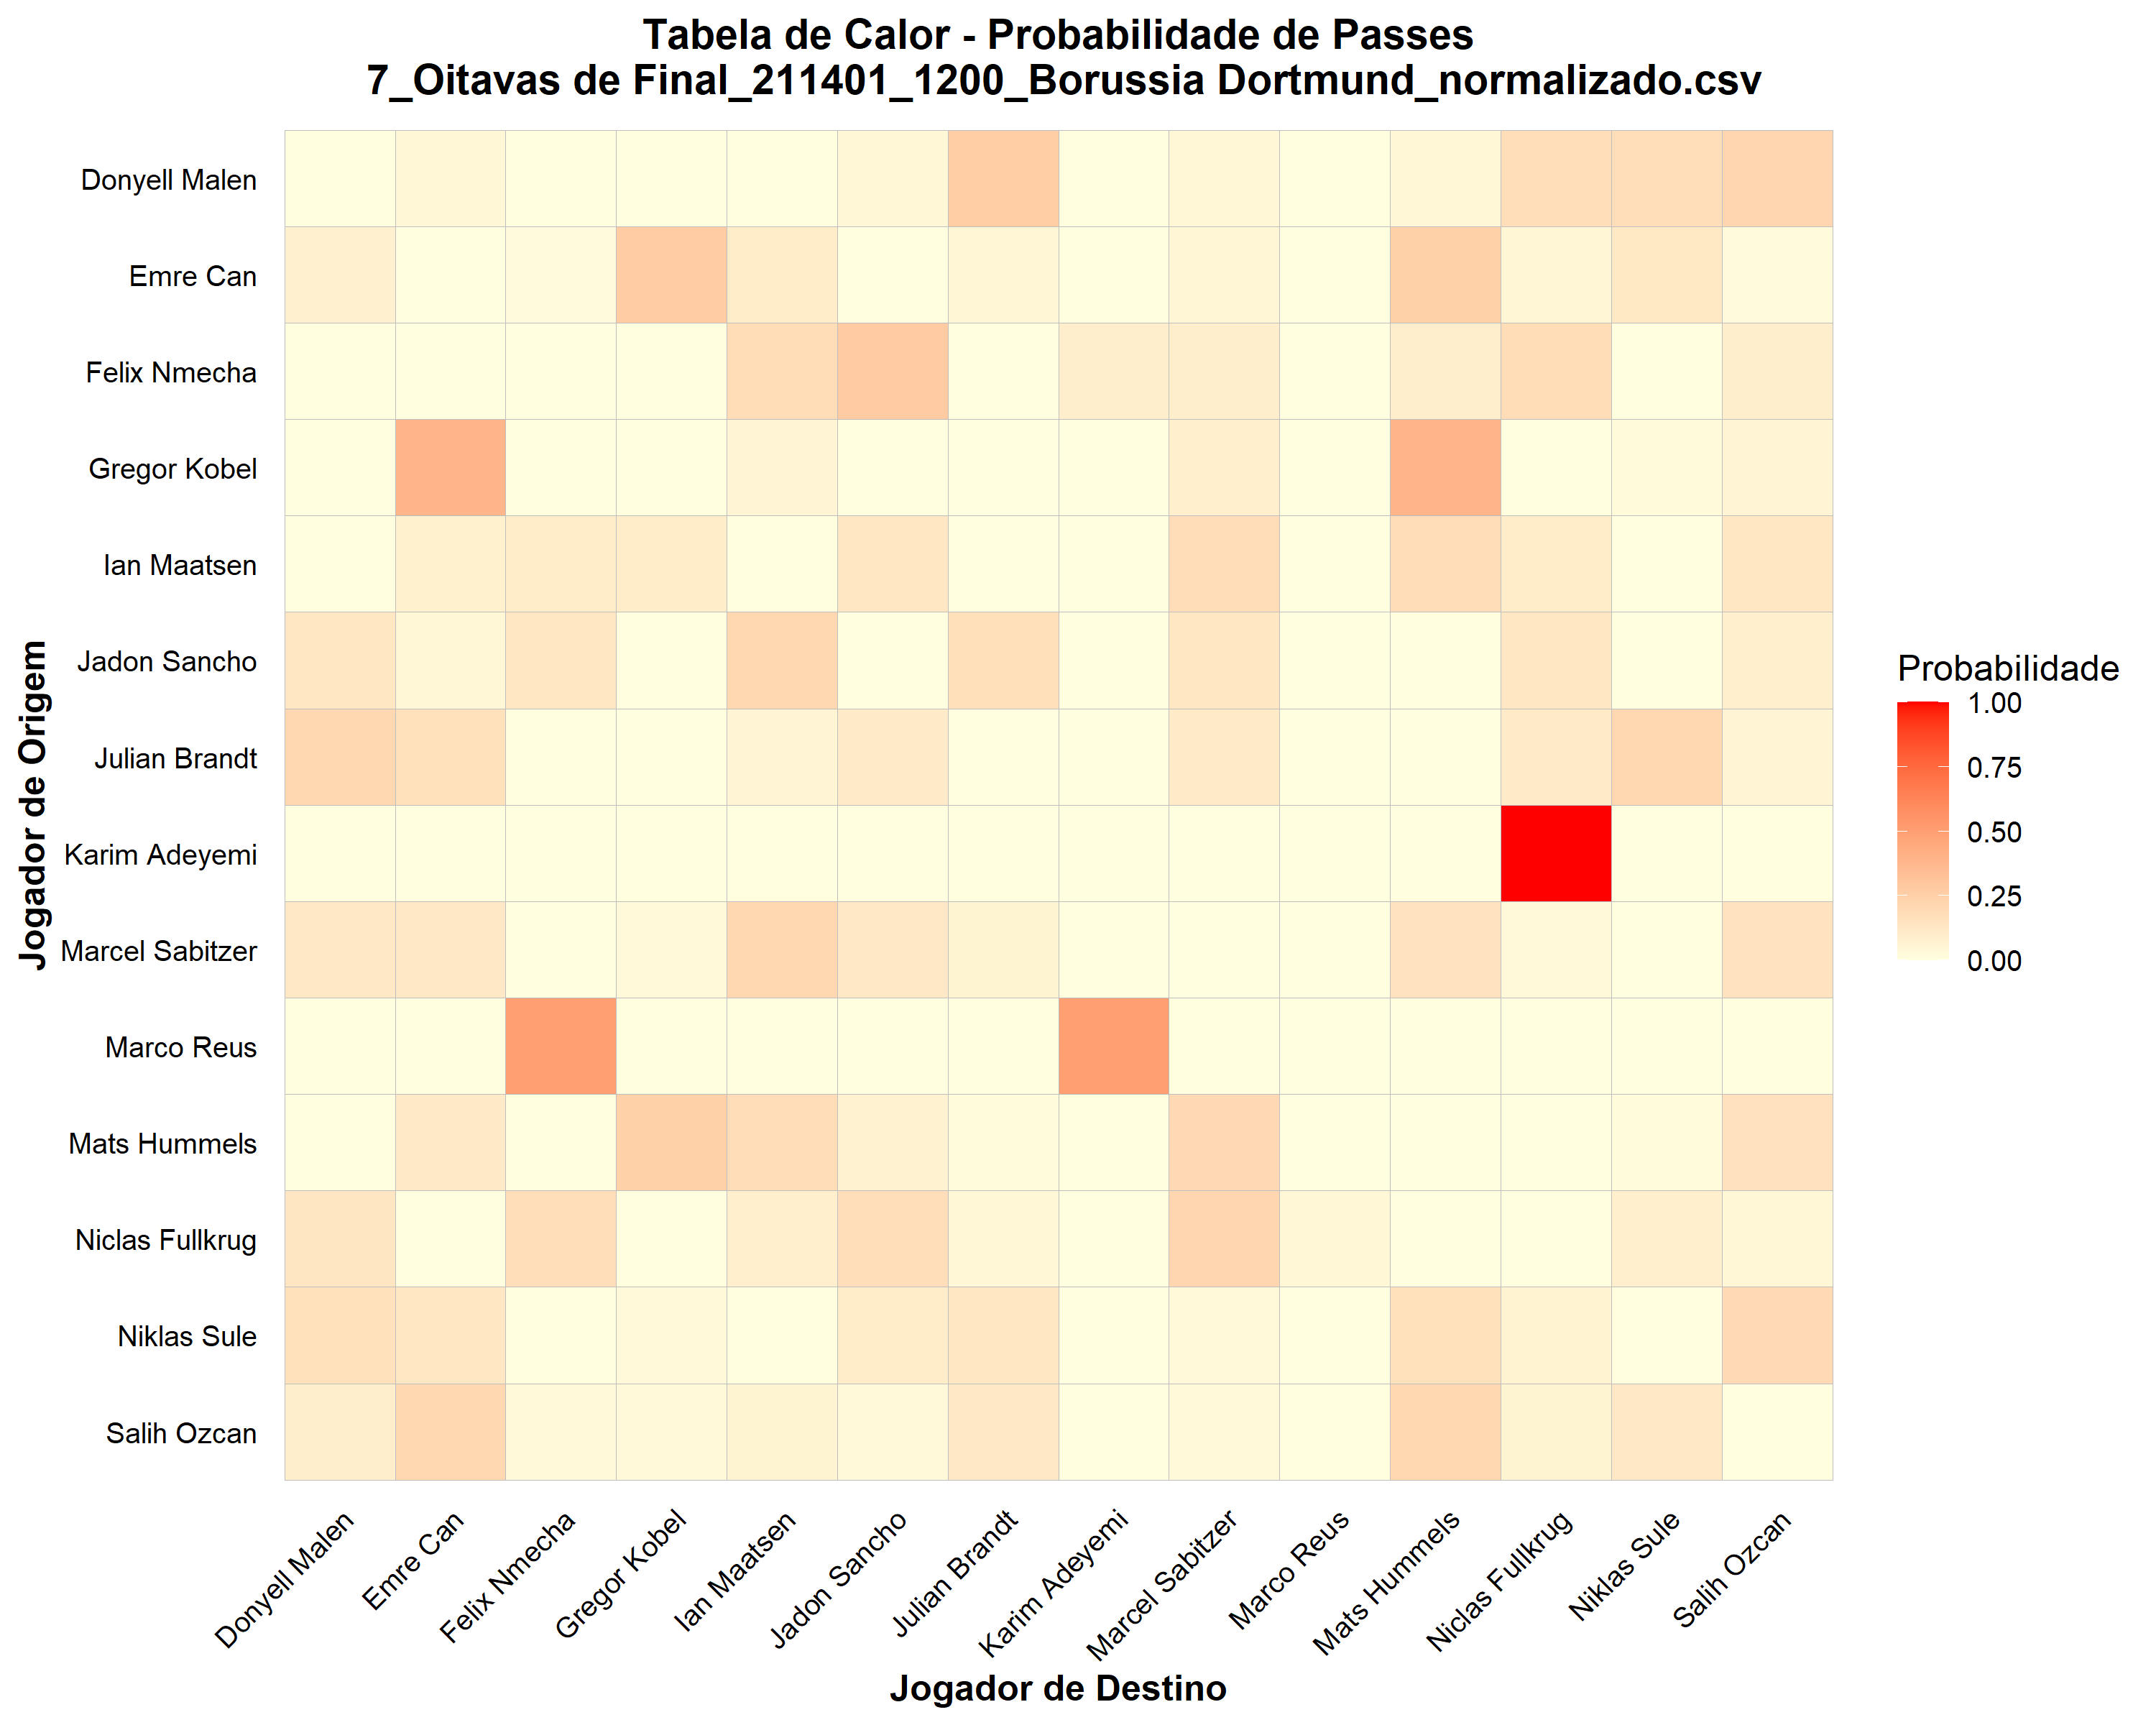 Tabela de Calor - Probabilidade de Passes
7_Oitavas de Final_211401_1200_Borussia Dortmund_normalizado.csv
Jogador de Origem
Donyell Malen
Emre Can
Felix Nmecha
Gregor Kobel
Ian Maatsen
Jadon Sancho
Julian Brandt
Karim Adeyemi
Marcel Sabitzer
Marco Reus
Mats Hummels
Niclas Fullkrug
Niklas Sule
Salih Ozcan
Donyell Malen
Emre Can
Felix Nmecha
Gregor Kobel
Ian Maatsen
Jadon Sancho
Julian Brandt
Karim Adeyemi
Marcel Sabitzer
Marco Reus
Mats Hummels
Niclas Fullkrug
Niklas Sule
Salih Ozcan
Jogador de Destino
Probabilidade
1.00
0.75
0.50
0.25
0.00